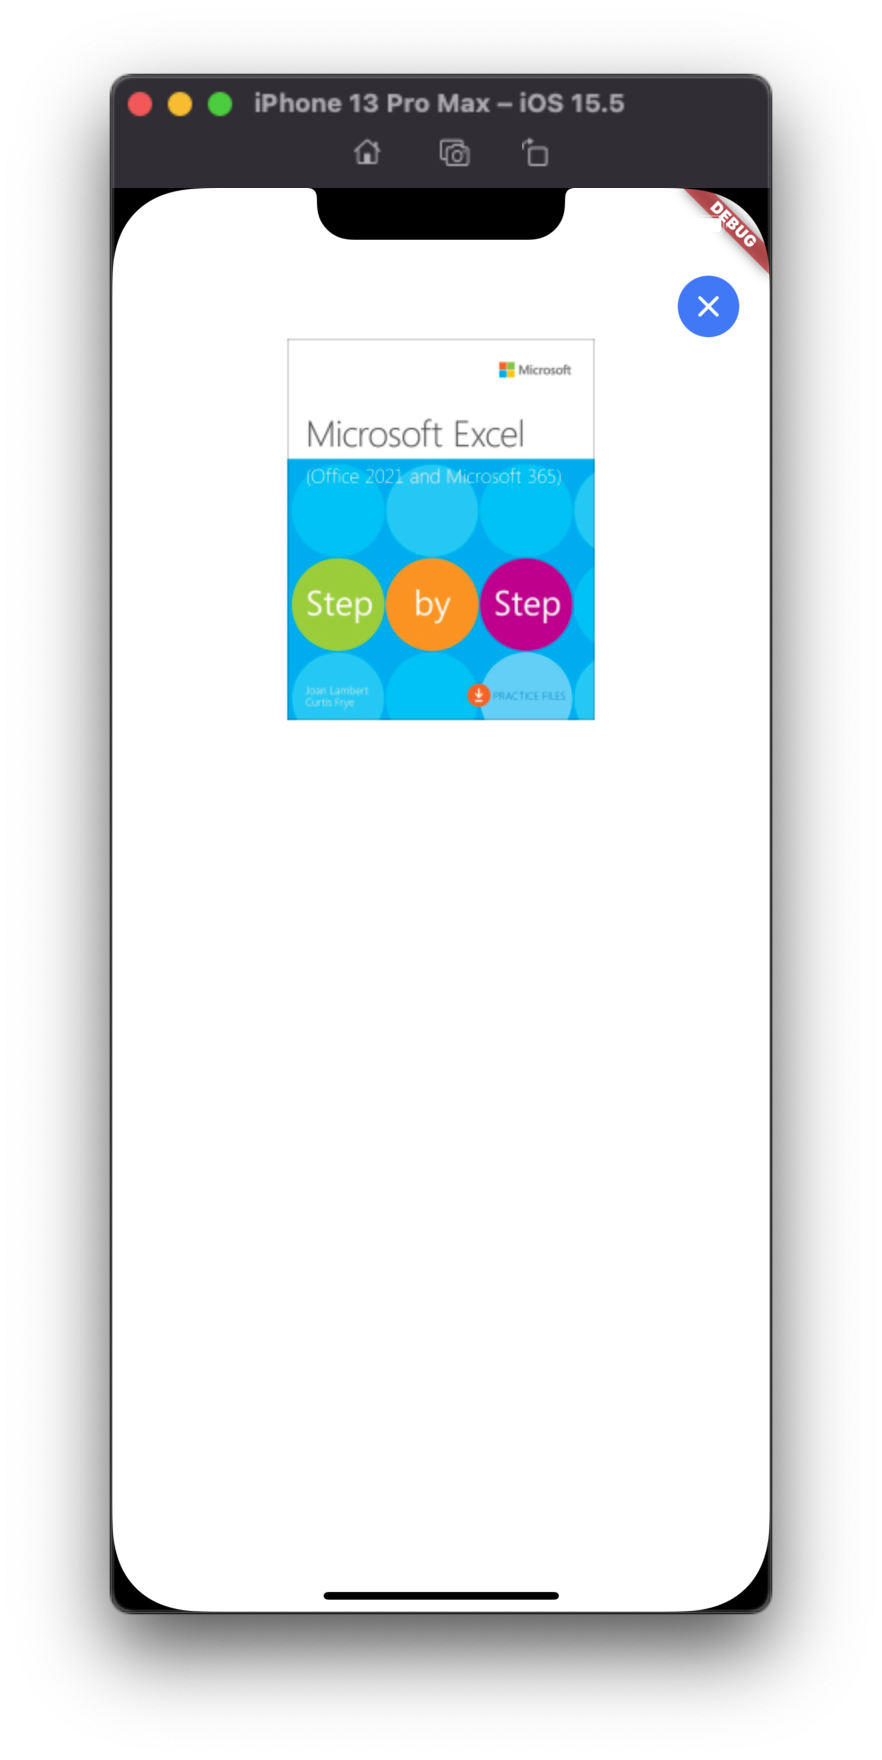 iPhone 13 Pro Max – iOS 15.5
DEBUG
Microsoft
Microsoft Excel
(Office 2021 and Microsoft 365)
Step by Step
Joan Lambert
Curtis Frye
PRACTICE FILES